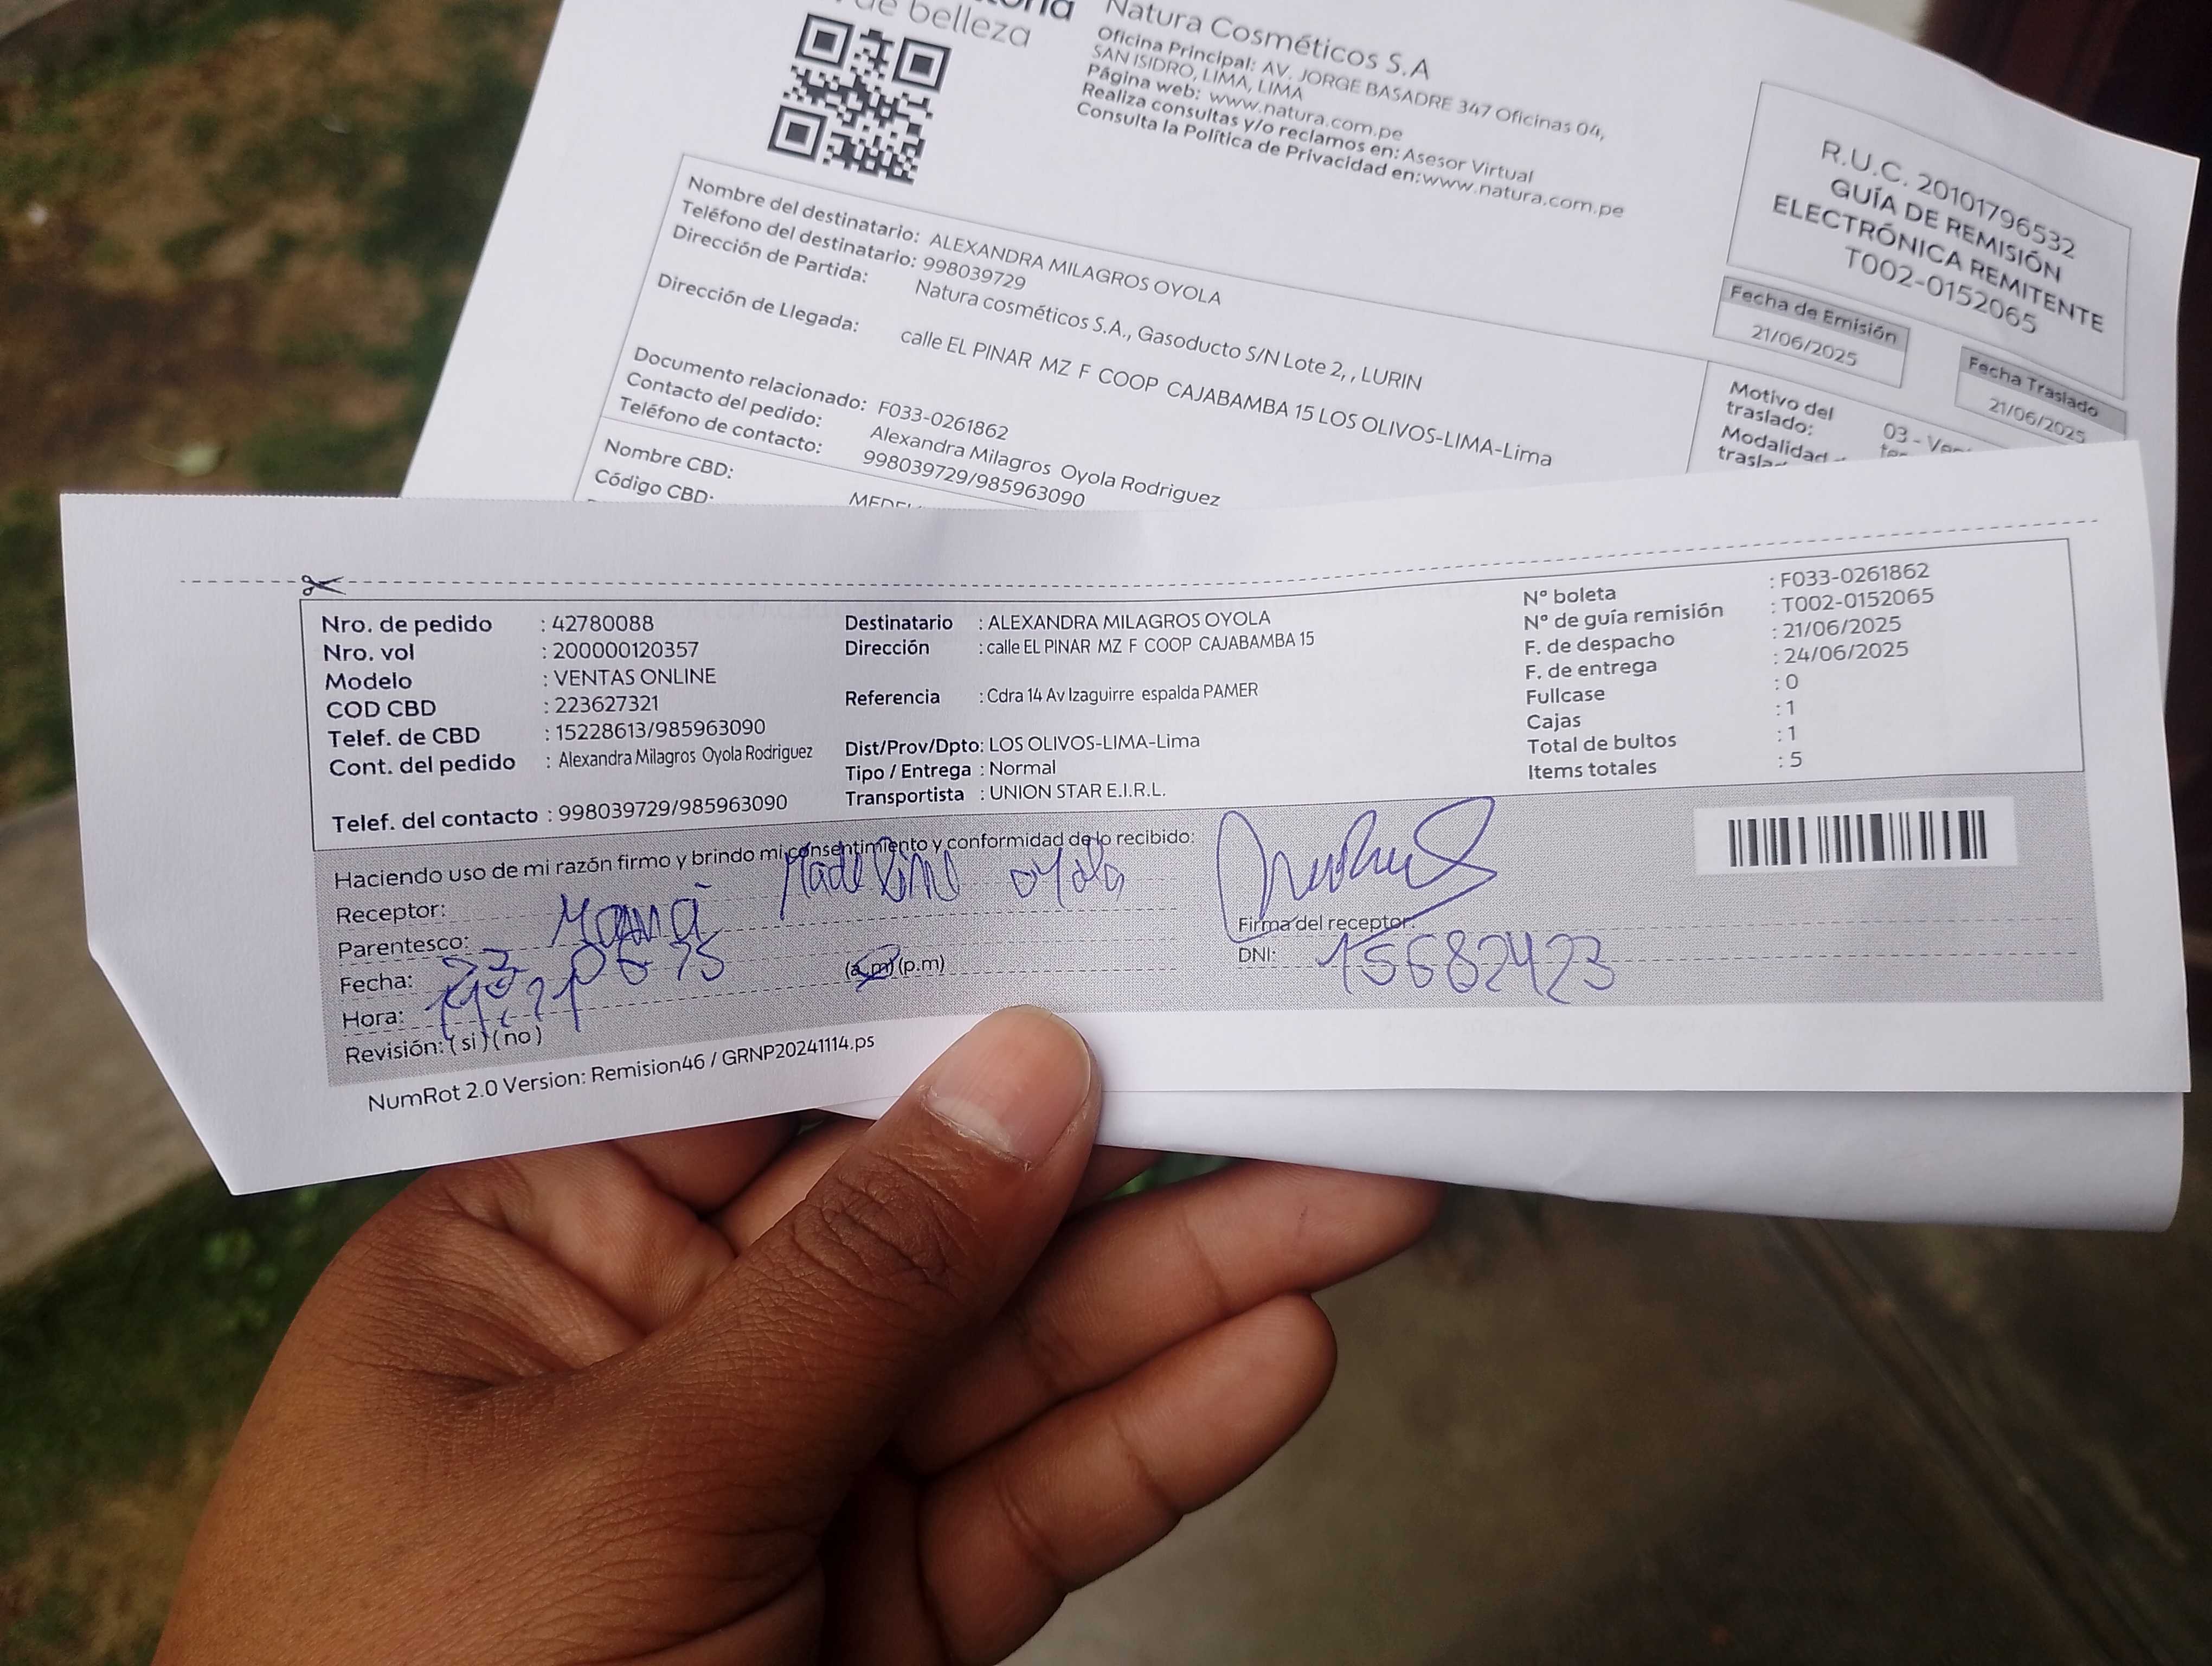 de belleza
Natura Cosméticos S.A
Oficina Principal: AV. JORGE BASADRE 347 Oficinas 04,
SAN ISIDRO, LIMA, LIMA
Página web: www.natura.com.pe
Realiza consultas y/o reclamos en: Asesor Virtual
Consulta la Política de Privacidad en:www.natura.com.pe
R.U.C. 20101796532
GUÍA DE REMISIÓN
ELECTRÓNICA REMITENTE
T002-0152065
Fecha de Emisión
21/06/2025
Fecha Traslado
21/06/2025
Nombre del destinatario: ALEXANDRA MILAGROS OYOLA
Teléfono del destinatario: 998039729
Dirección de Partida: Natura cosméticos S.A., Gasoducto S/N Lote 2, , LURIN
Dirección de Llegada: calle EL PINAR MZ F COOP CAJABAMBA 15 LOS OLIVOS-LIMA-Lima
Documento relacionado: F033-0261862
Contacto del pedido: Alexandra Milagros Oyola Rodriguez
Teléfono de contacto: 998039729/985963090
Nombre CBD:
Código CBD:
Motivo del
traslado: 03 -
Modalidad
Nro. de pedido : 42780088
Nro. vol : 200000120357
Modelo : VENTAS ONLINE
COD CBD : 223627321
Telef. de CBD : 15228613/985963090
Cont. del pedido : Alexandra Milagros Oyola Rodriguez
Telef. del contacto : 998039729/985963090
Destinatario : ALEXANDRA MILAGROS OYOLA
Dirección : calle EL PINAR MZ F COOP CAJABAMBA 15
Referencia : Cdra 14 Av Izaguirre espalda PAMER
Dist/Prov/Dpto: LOS OLIVOS-LIMA-Lima
Tipo / Entrega : Normal
Transportista : UNION STAR E.I.R.L.
N° boleta : F033-0261862
N° de guía remisión : T002-0152065
F. de despacho : 21/06/2025
F. de entrega : 24/06/2025
Fullcase : 0
Cajas : 1
Total de bultos : 1
Items totales : 5
Haciendo uso de mi razón firmo y brindo mi consentimiento y conformidad de lo recibido:
Receptor: oyola
Parentesco: Mamá
Fecha:
Hora: (a.m) (p.m)
Revisión: ( si ) ( no )
Firma del receptor:
DNI: 15682423
NumRot 2.0 Version: Remision46 / GRNP20241114.ps